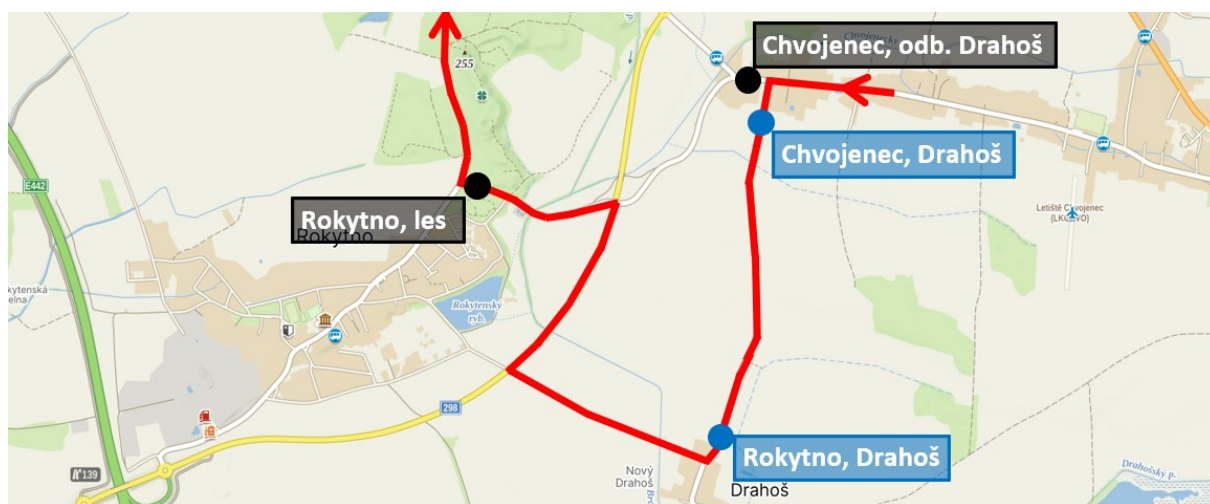 Chvojenec, odb. Drahoš
255
Chvojenec, Drahoš
E442
Rokytno, les
Rokytno
Letiště Chvojenec
Rokytenský
ryb.
298
139
Rokytno, Drahoš
Nový
Drahoš
Drahoš
Drahošský p.